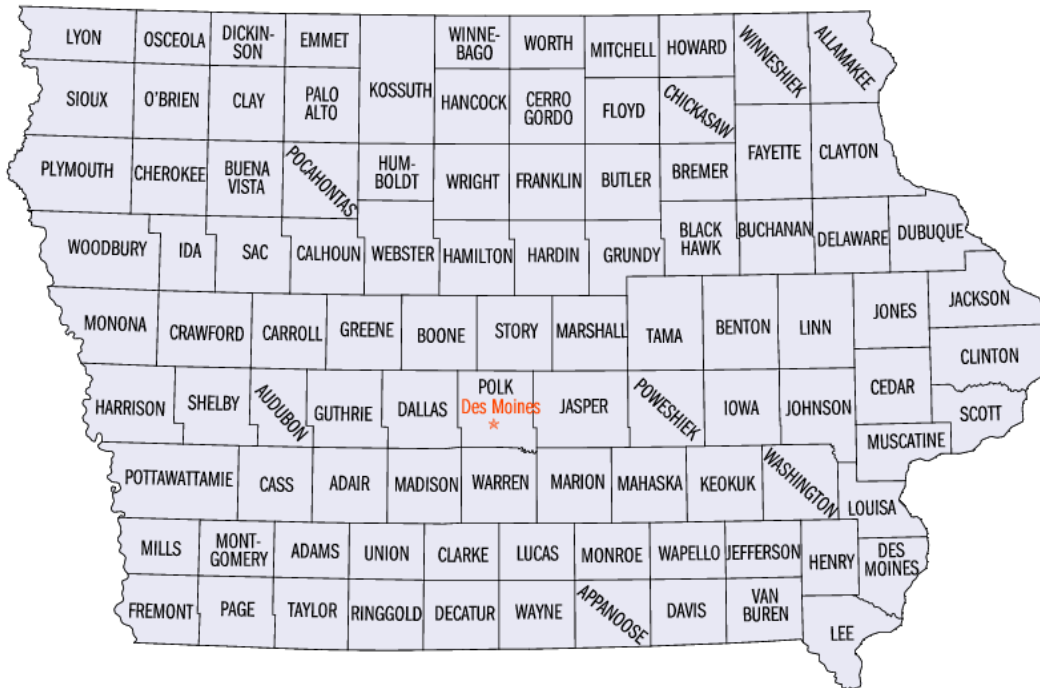 LYON
OSCEOLA
DICKIN-
SON
EMMET
WINNE-
BAGO
WORTH
MITCHELL
HOWARD
WINNESHIEK
ALLAMAKEE
SIOUX
O'BRIEN
CLAY
PALO
ALTO
KOSSUTH
HANCOCK
CERRO
GORDO
FLOYD
CHICKASAW
FAYETTE
CLAYTON
PLYMOUTH
CHEROKEE
BUENA
VISTA
POCAHONTAS
HUM-
BOLDT
WRIGHT
FRANKLIN
BUTLER
BREMER
WOODBURY
IDA
SAC
CALHOUN
WEBSTER
HAMILTON
HARDIN
GRUNDY
BLACK
HAWK
BUCHANAN
DELAWARE
DUBUQUE
MONONA
CRAWFORD
CARROLL
GREENE
BOONE
STORY
MARSHALL
TAMA
BENTON
LINN
JONES
JACKSON
CLINTON
HARRISON
SHELBY
AUDUBON
GUTHRIE
DALLAS
POLK
Des Moines
JASPER
POWESHIEK
IOWA
JOHNSON
CEDAR
SCOTT
MUSCATINE
POTTAWATTAMIE
CASS
ADAIR
MADISON
WARREN
MARION
MAHASKA
KEOKUK
WASHINGTON
LOUISA
MILLS
MONT-
GOMERY
ADAMS
UNION
CLARKE
LUCAS
MONROE
WAPELLO
JEFFERSON
HENRY
DES
MOINES
FREMONT
PAGE
TAYLOR
RINGGOLD
DECATUR
WAYNE
APPANOOSE
DAVIS
VAN
BUREN
LEE